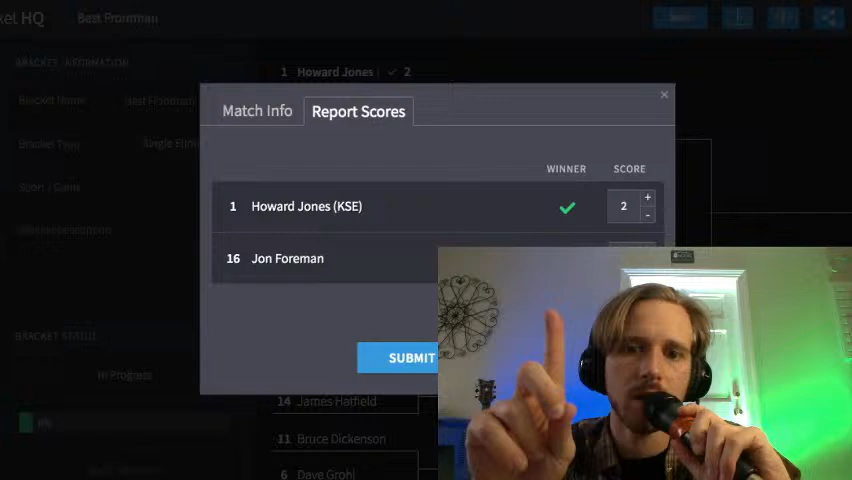 ket HQ
Best Frontman
BRACKET INFORMATION
1 Howard Jones 2
Bracket Name
Best Frontman
Bracket Type
Single Elimi
Sport / Game
Match Info
Report Scores
WINNER
SCORE
1 Howard Jones (KSE) 2
+
-
16 Jon Foreman
SUBMIT
BRACKET STATUS
In Progress
14 James Hatfield
11 Bruce Dickenson
6 Dave Grohl